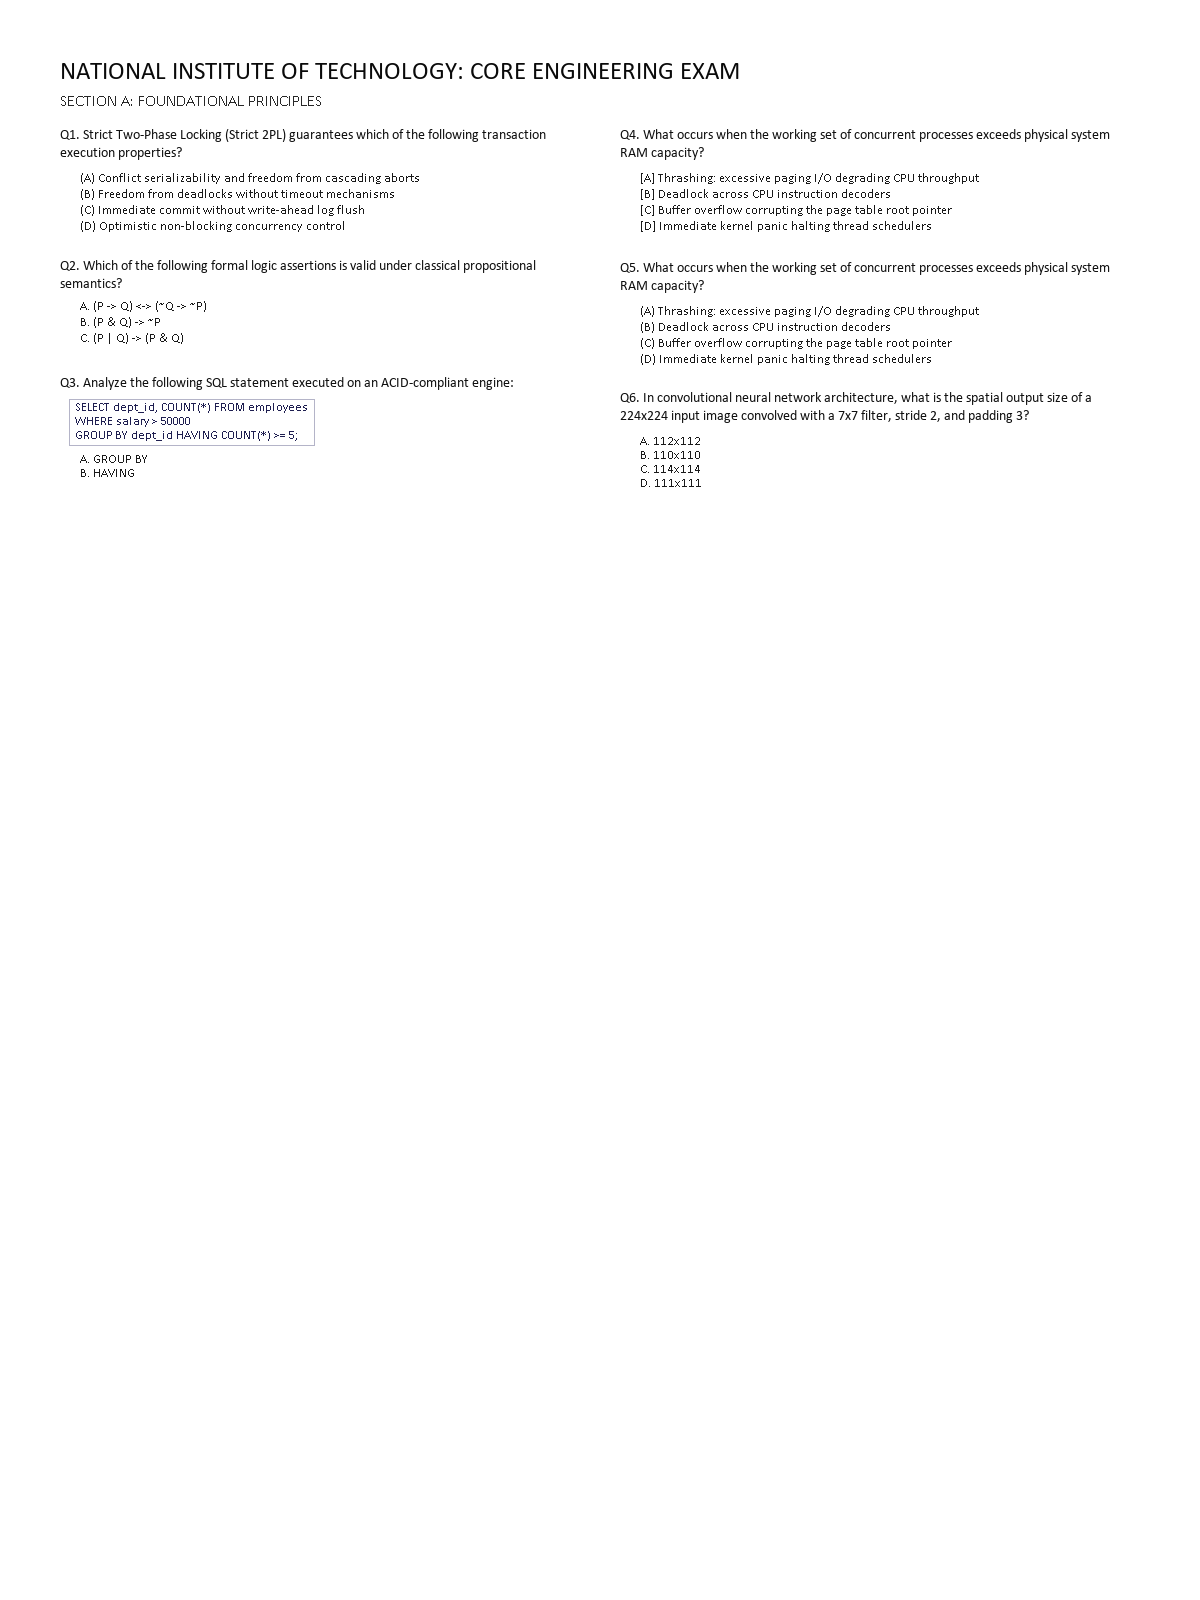 NATIONAL INSTITUTE OF TECHNOLOGY: CORE ENGINEERING EXAM
SECTION A: FOUNDATIONAL PRINCIPLES
Q1. Strict Two-Phase Locking (Strict 2PL) guarantees which of the following transaction
execution properties?
(A) Conflict serializability and freedom from cascading aborts
(B) Freedom from deadlocks without timeout mechanisms
(C) Immediate commit without write-ahead log flush
(D) Optimistic non-blocking concurrency control
Q2. Which of the following formal logic assertions is valid under classical propositional
semantics?
A. (P -> Q) <-> (~Q -> ~P)
B. (P & Q) -> ~P
C. (P | Q) -> (P & Q)
Q3. Analyze the following SQL statement executed on an ACID-compliant engine:
SELECT dept_id, COUNT(*) FROM employees
WHERE salary > 50000
GROUP BY dept_id HAVING COUNT(*) >= 5;
A. GROUP BY
B. HAVING
Q4. What occurs when the working set of concurrent processes exceeds physical system
RAM capacity?
[A] Thrashing: excessive paging I/O degrading CPU throughput
[B] Deadlock across CPU instruction decoders
[C] Buffer overflow corrupting the page table root pointer
[D] Immediate kernel panic halting thread schedulers
Q5. What occurs when the working set of concurrent processes exceeds physical system
RAM capacity?
(A) Thrashing: excessive paging I/O degrading CPU throughput
(B) Deadlock across CPU instruction decoders
(C) Buffer overflow corrupting the page table root pointer
(D) Immediate kernel panic halting thread schedulers
Q6. In convolutional neural network architecture, what is the spatial output size of a
224x224 input image convolved with a 7x7 filter, stride 2, and padding 3?
A. 112x112
B. 110x110
C. 114x114
D. 111x111